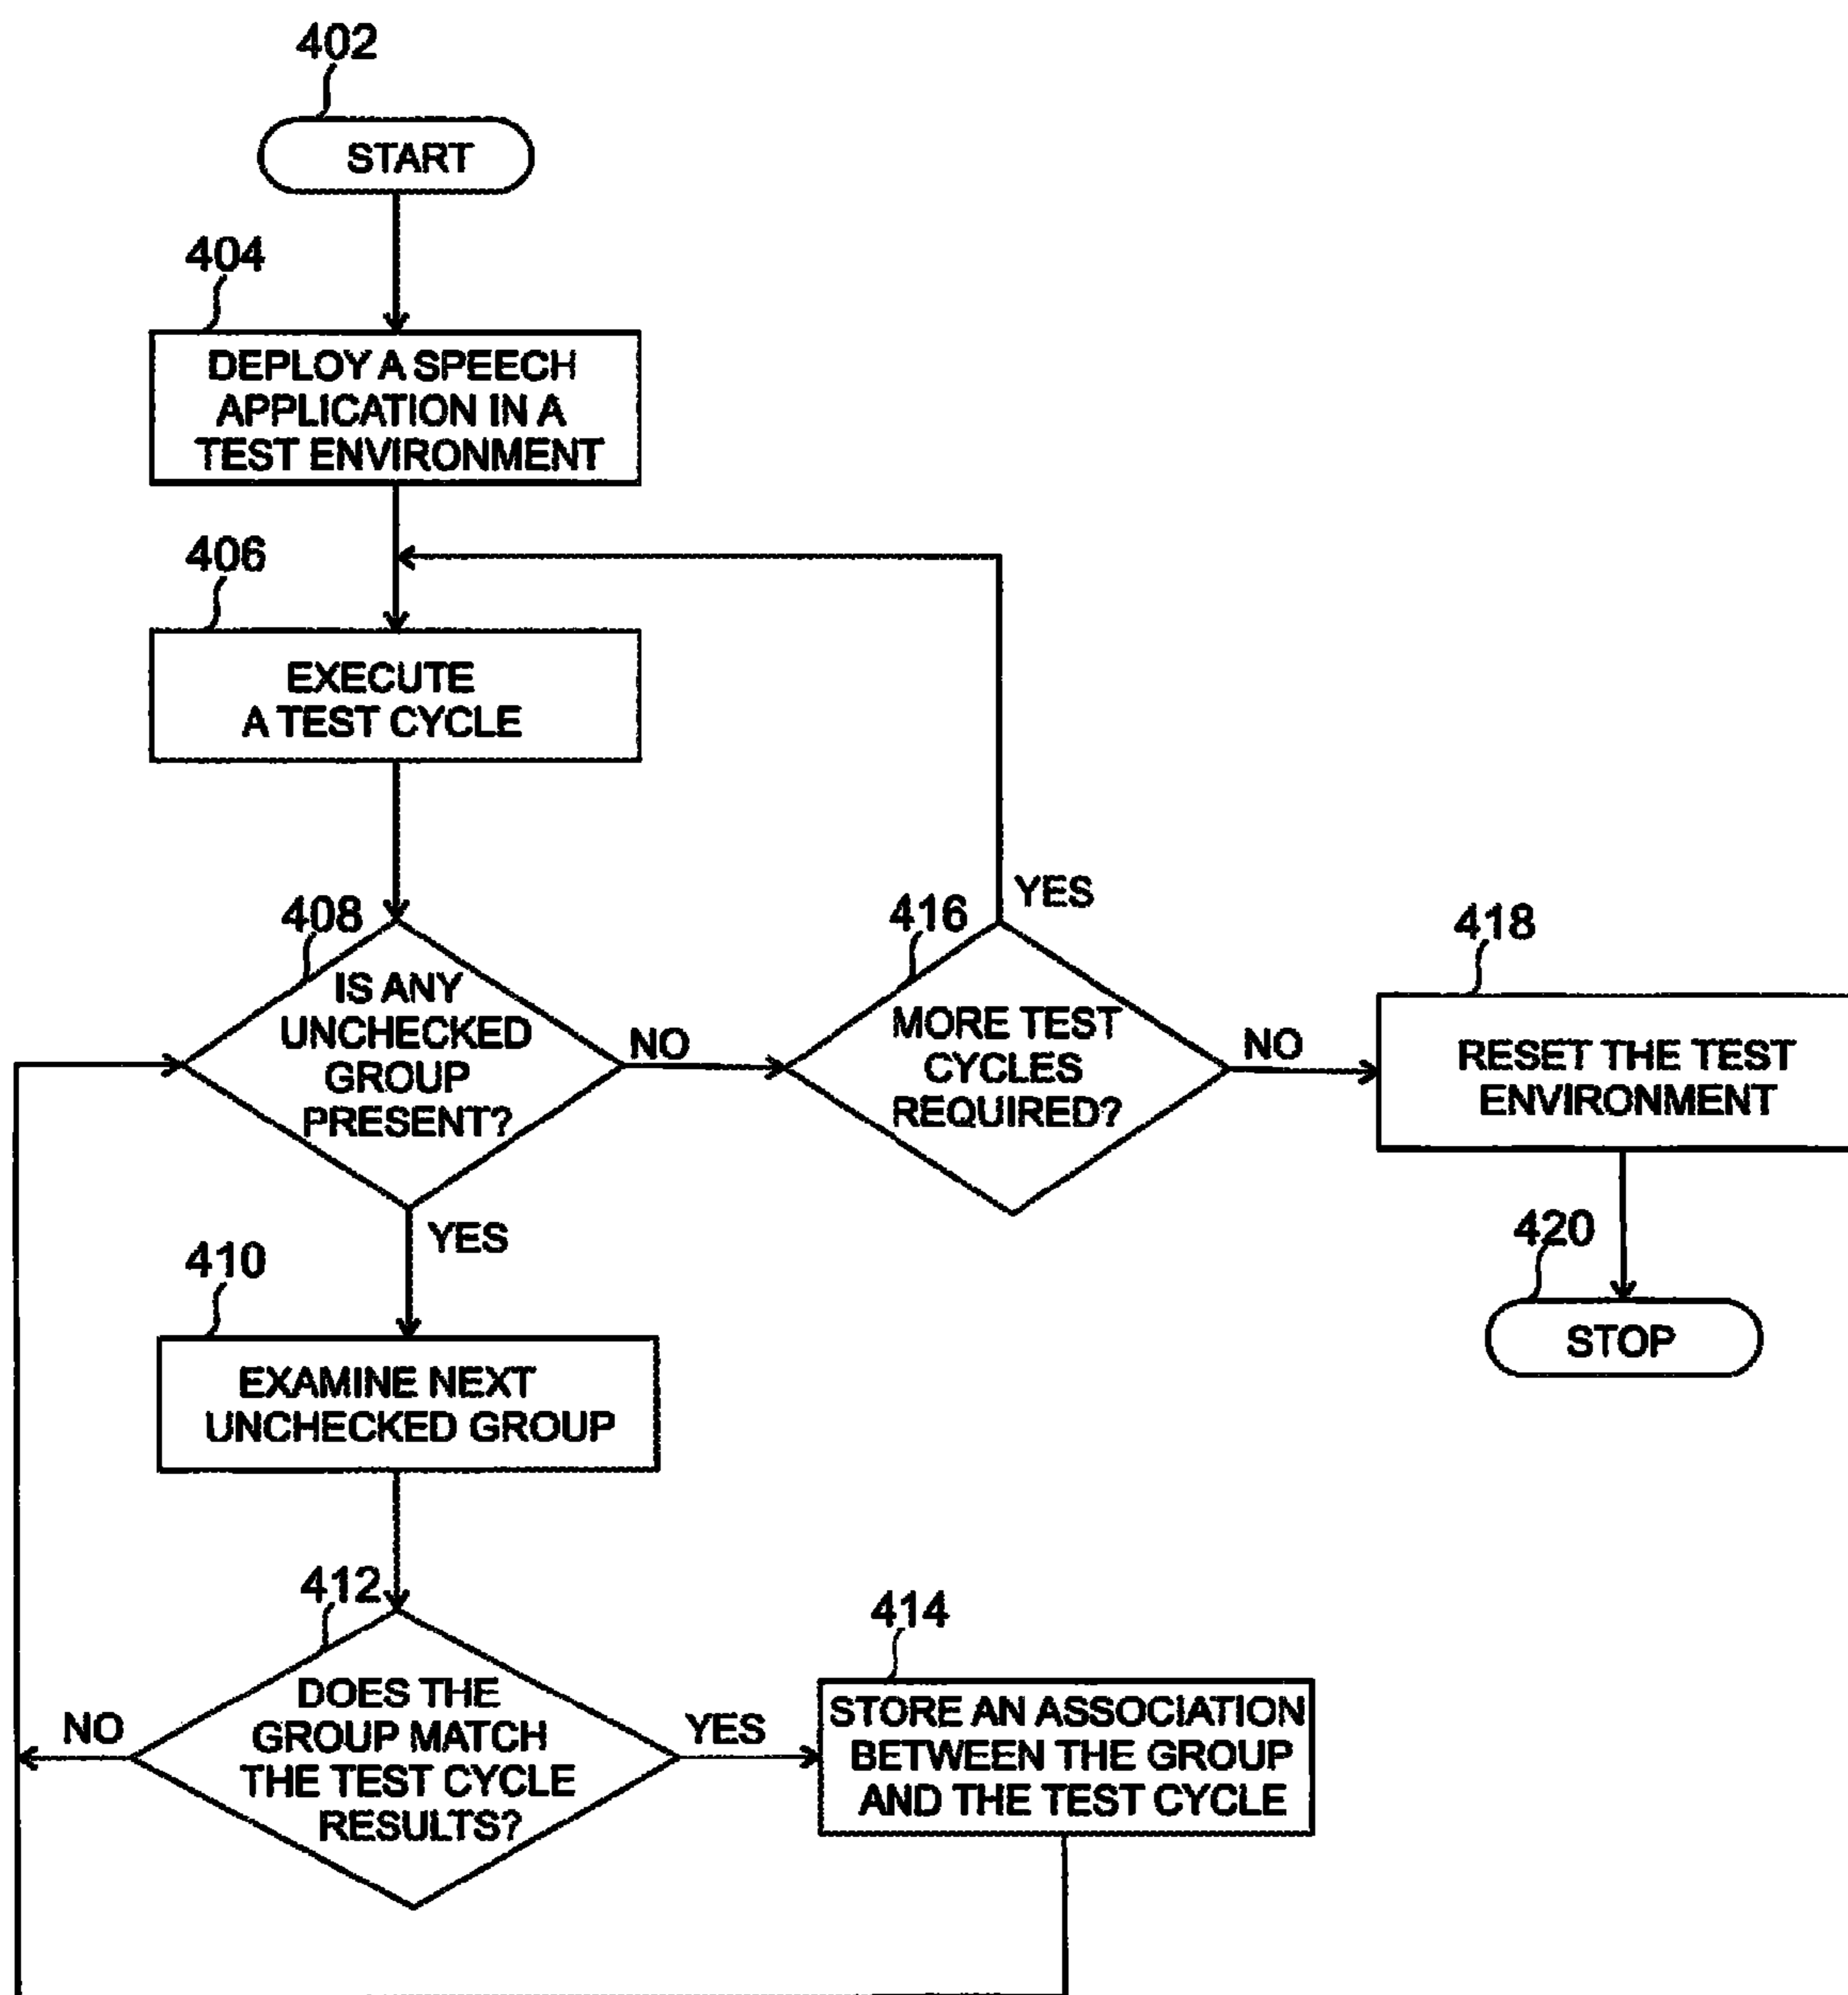 402
START
404
DEPLOY A SPEECH
APPLICATION IN A
TEST ENVIRONMENT
406
EXECUTE
A TEST CYCLE
408
IS ANY
UNCHECKED
GROUP
PRESENT?
NO
YES
416
MORE TEST
CYCLES
REQUIRED?
YES
NO
418
RESET THE TEST
ENVIRONMENT
420
STOP
410
EXAMINE NEXT
UNCHECKED GROUP
412
DOES THE
GROUP MATCH
THE TEST CYCLE
RESULTS?
NO
YES
414
STORE AN ASSOCIATION
BETWEEN THE GROUP
AND THE TEST CYCLE